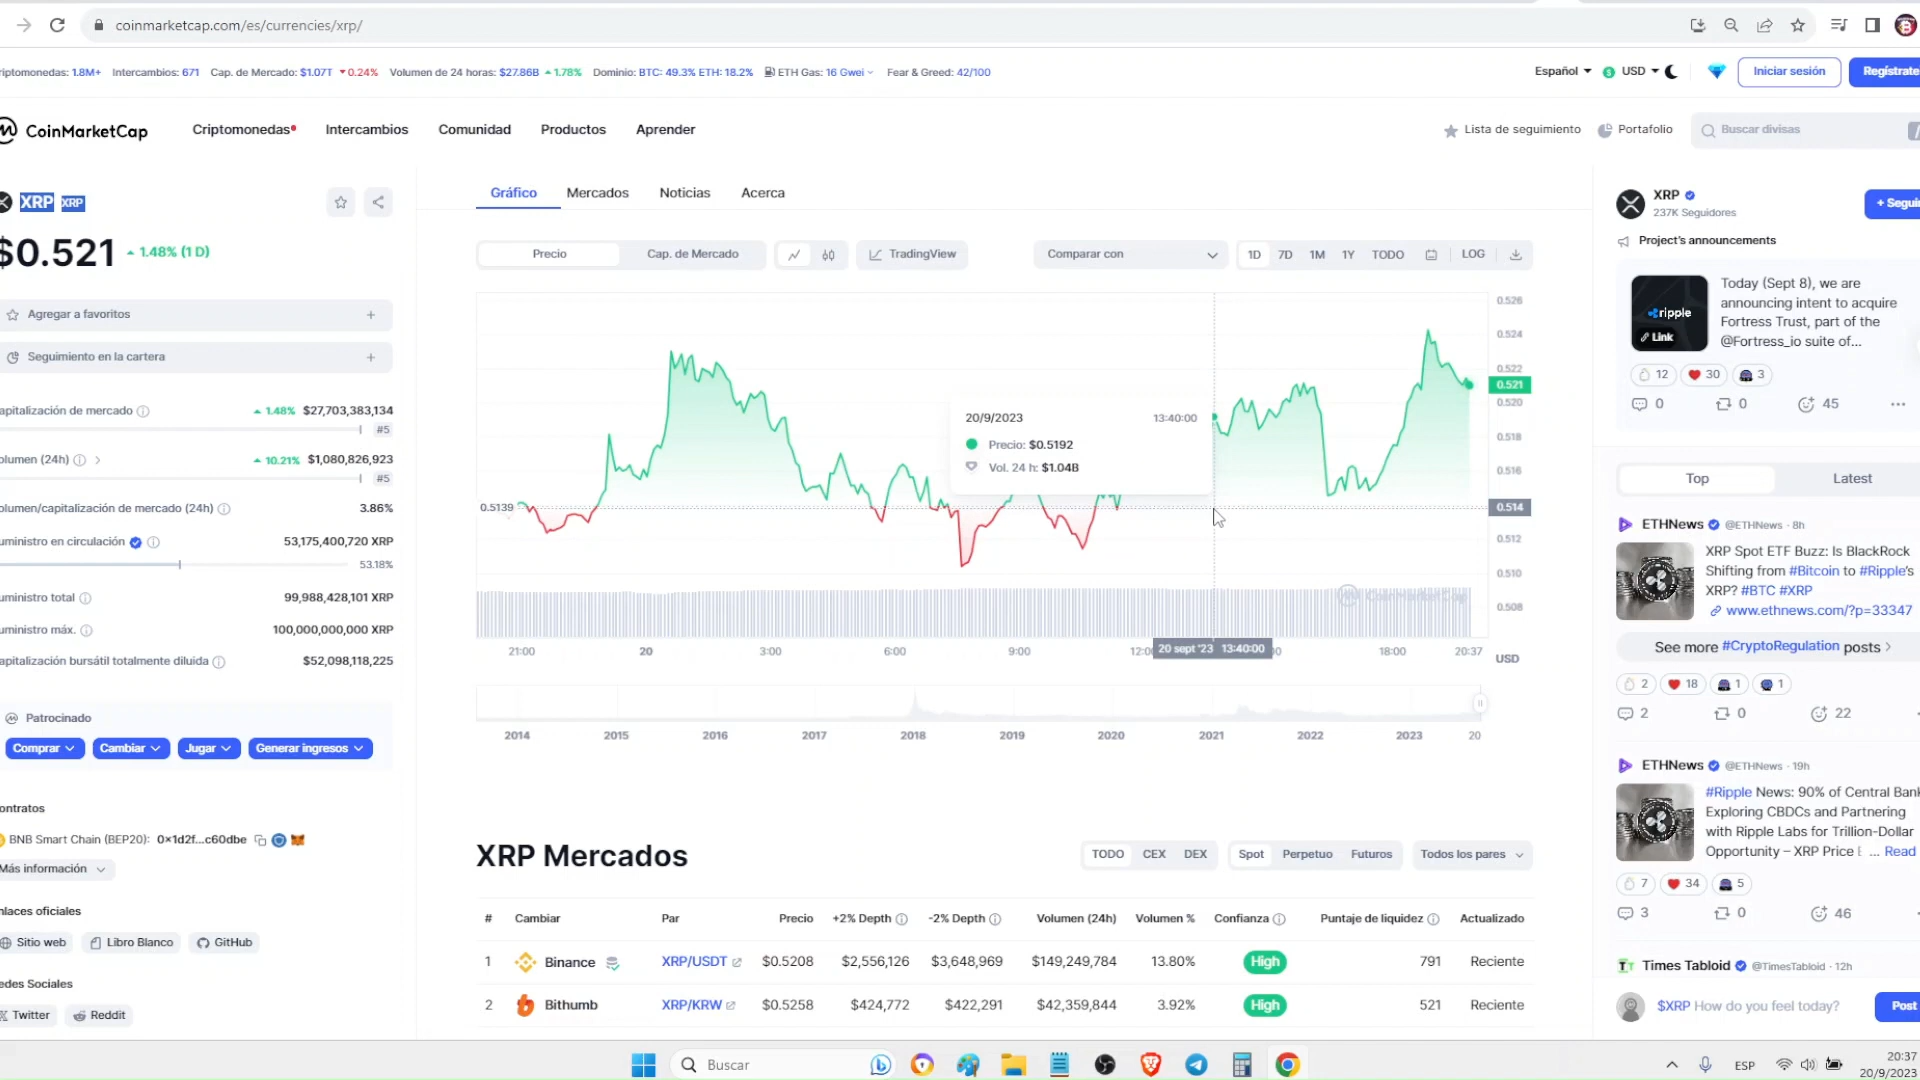 coinmarketcap.com/es/currencies/xrp/
riptomonedas: 1.8M+ Intercambios: 671 Cap. de Mercado: $1.07T 0.24% Volumen de 24 horas: $27.86B 1.78% Dominio: BTC: 49.3% ETH: 18.2% ETH Gas: 16 Gwei Fear & Greed: 42/100
Español USD Iniciar sesión Regístrate
CoinMarketCap Criptomonedas Intercambios Comunidad Productos Aprender
Lista de seguimiento Portafolio Buscar divisas /
XRP XRP
$0.521 1.48% (1 D)
Agregar a favoritos +
Seguimiento en la cartera +
apitalización de mercado 1.48% $27,703,383,134
#5
olumen (24h) 10.21% $1,080,826,923
#5
olumen/capitalización de mercado (24h) 3.86%
uministro en circulación 53,175,400,720 XRP
53.18%
uministro total 99,988,428,101 XRP
uministro máx. 100,000,000,000 XRP
apitalización bursátil totalmente diluida $52,098,118,225
Patrocinado
Comprar Cambiar Jugar Generar ingresos
ontratos
BNB Smart Chain (BEP20): 0x1d2f...c60dbe
Más información
nlaces oficiales
Sitio web Libro Blanco GitHub
edes Sociales
Twitter Reddit
Gráfico Mercados Noticias Acerca
Precio Cap. de Mercado TradingView Comparar con 1D 7D 1M 1Y TODO LOG
0.526
0.524
0.522
0.521
0.520
0.518
0.516
0.514
0.512
0.510
0.508
0.5139
20/9/2023 13:40:00
Precio: $0.5192
Vol. 24 h: $1.04B
CoinMarketCap
21:00 20 3:00 6:00 9:00 12:0 20 sept '23 13:40:00 00 18:00 20:37
USD
2014 2015 2016 2017 2018 2019 2020 2021 2022 2023 20
XRP Mercados
TODO CEX DEX Spot Perpetuo Futuros Todos los pares
# Cambiar Par Precio +2% Depth -2% Depth Volumen (24h) Volumen % Confianza Puntaje de liquidez Actualizado
1 Binance XRP/USDT $0.5208 $2,556,126 $3,648,969 $149,249,784 13.80% High 791 Reciente
2 Bithumb XRP/KRW $0.5258 $424,772 $422,291 $42,359,844 3.92% High 521 Reciente
XRP
237K Seguidores
+ Segui
Project's announcements
ripple
Link
Today (Sept 8), we are
announcing intent to acquire
Fortress Trust, part of the
@Fortress_io suite of...
12 30 3
0 0 45 ...
Top Latest
ETHNews @ETHNews · 8h
XRP Spot ETF Buzz: Is BlackRock
Shifting from #Bitcoin to #Ripple's
XRP? #BTC #XRP
www.ethnews.com/?p=33347
See more #CryptoRegulation posts
2 18 1 1
2 0 22
ETHNews @ETHNews · 19h
#Ripple News: 90% of Central Bank
Exploring CBDCs and Partnering
with Ripple Labs for Trillion-Dollar
Opportunity – XRP Price E ... Read
7 34 5
3 0 46
Times Tabloid @TimesTabloid · 12h
$XRP How do you feel today? Post
Buscar
ESP
20:37
20/9/2023